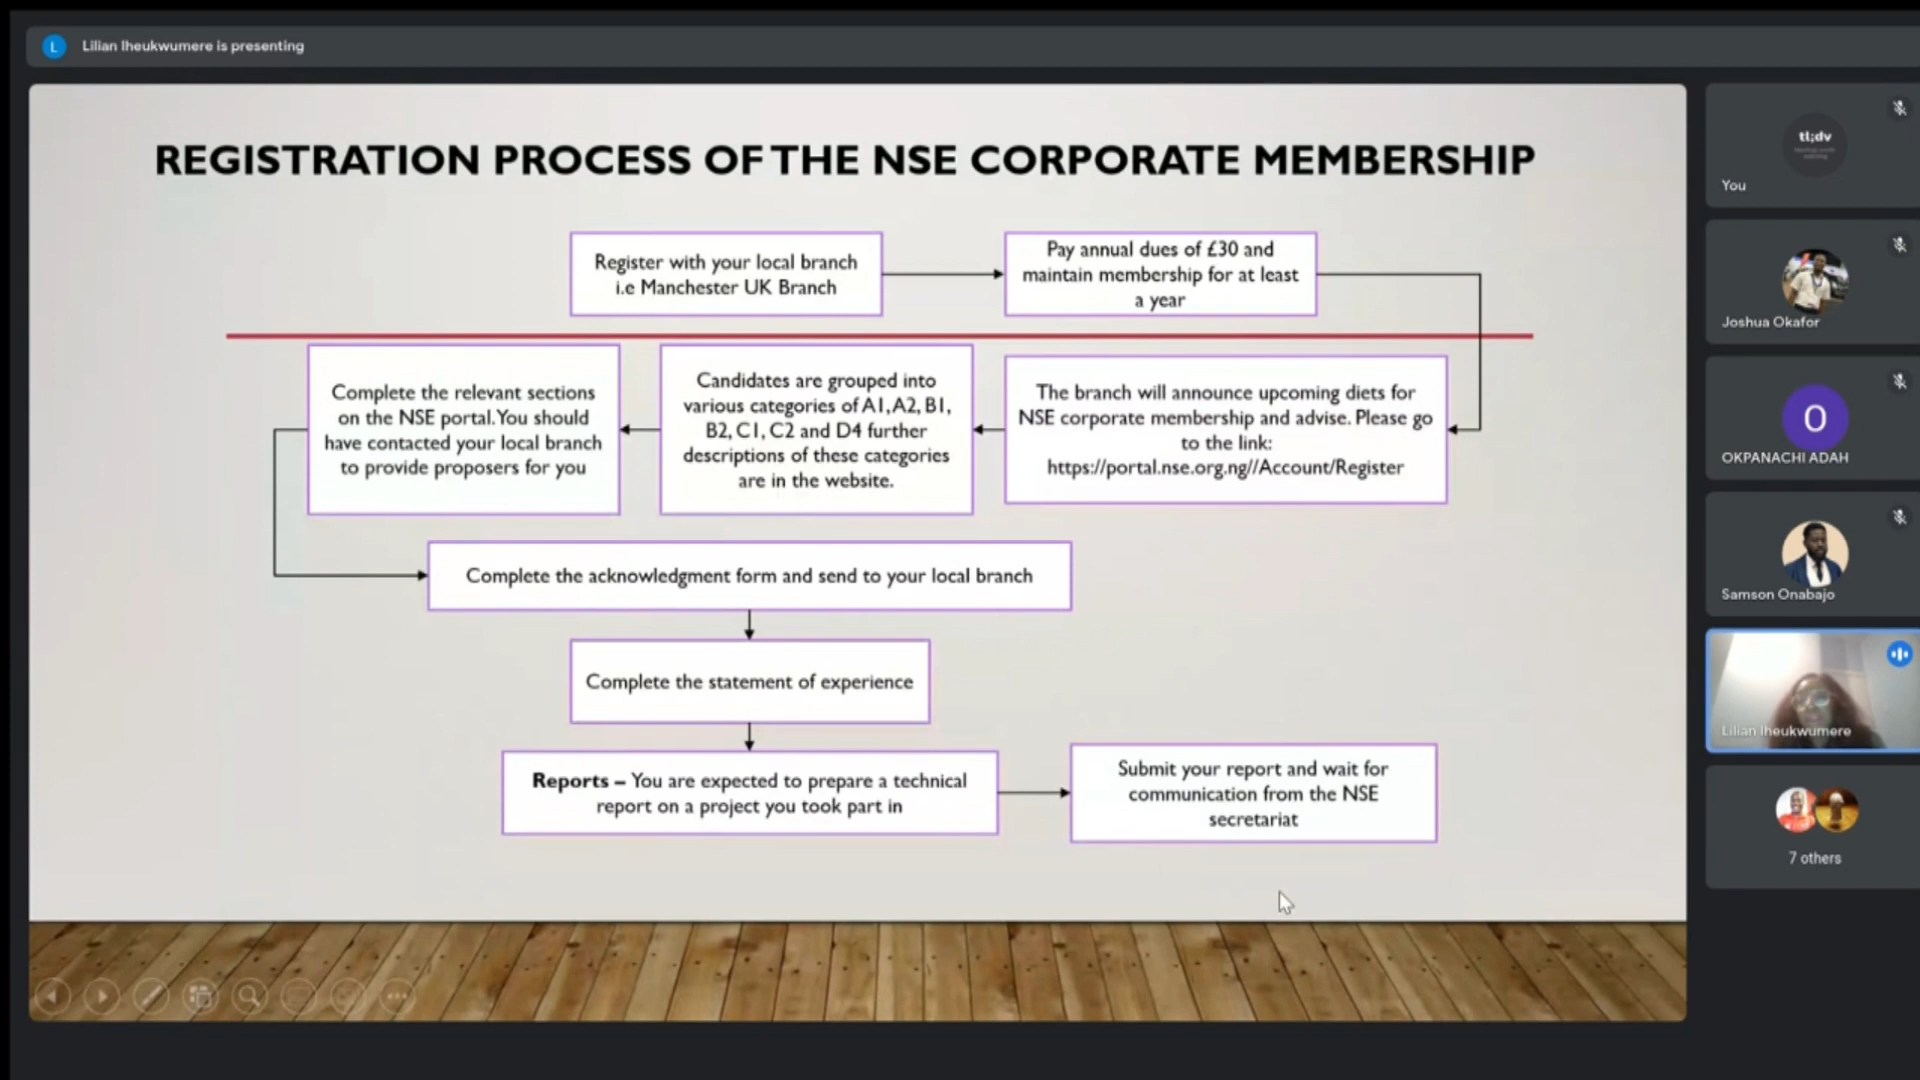 L
Lilian Iheukwumere is presenting
REGISTRATION PROCESS OF THE NSE CORPORATE MEMBERSHIP
Register with your local branch
i.e Manchester UK Branch
Pay annual dues of £30 and
maintain membership for at least
a year
The branch will announce upcoming diets for
NSE corporate membership and advise. Please go
to the link:
https://portal.nse.org.ng//Account/Register
Candidates are grouped into
various categories of A1, A2, B1,
B2, C1, C2 and D4 further
descriptions of these categories
are in the website.
Complete the relevant sections
on the NSE portal. You should
have contacted your local branch
to provide proposers for you
Complete the acknowledgment form and send to your local branch
Complete the statement of experience
Reports – You are expected to prepare a technical
report on a project you took part in
Submit your report and wait for
communication from the NSE
secretariat
tl;dv
You
Joshua Okafor
O
OKPANACHI ADAH
Samson Onabajo
Lilian Iheukwumere
7 others